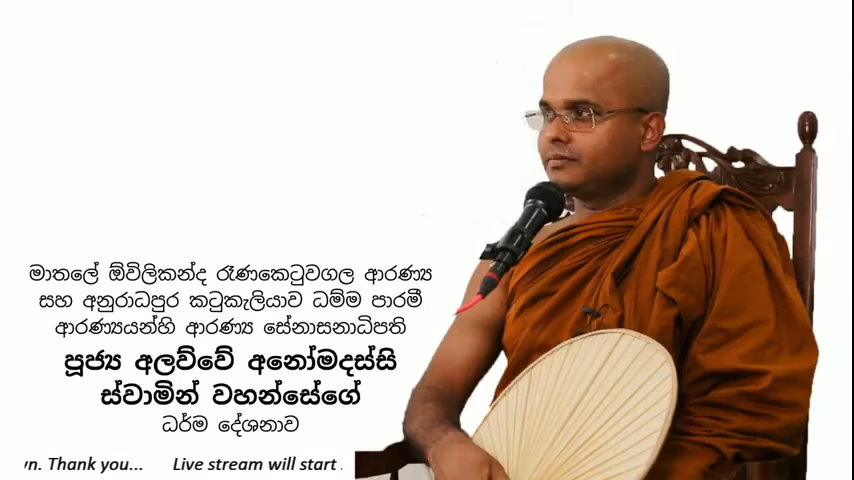 මාතලේ ඕවිලිකන්ද රෑණකෙටුවගල ආරණ්‍ය
සහ අනුරාධපුර කටුකැලියාව ධම්ම පාරමී
ආරණ්‍යයන්හි ආරණ්‍ය සේනාසනාධිපති
පූජ්‍ය අලව්වේ අනෝමදස්සි
ස්වාමින් වහන්සේගේ
ධර්ම දේශනාව
Thank you... Live stream will start